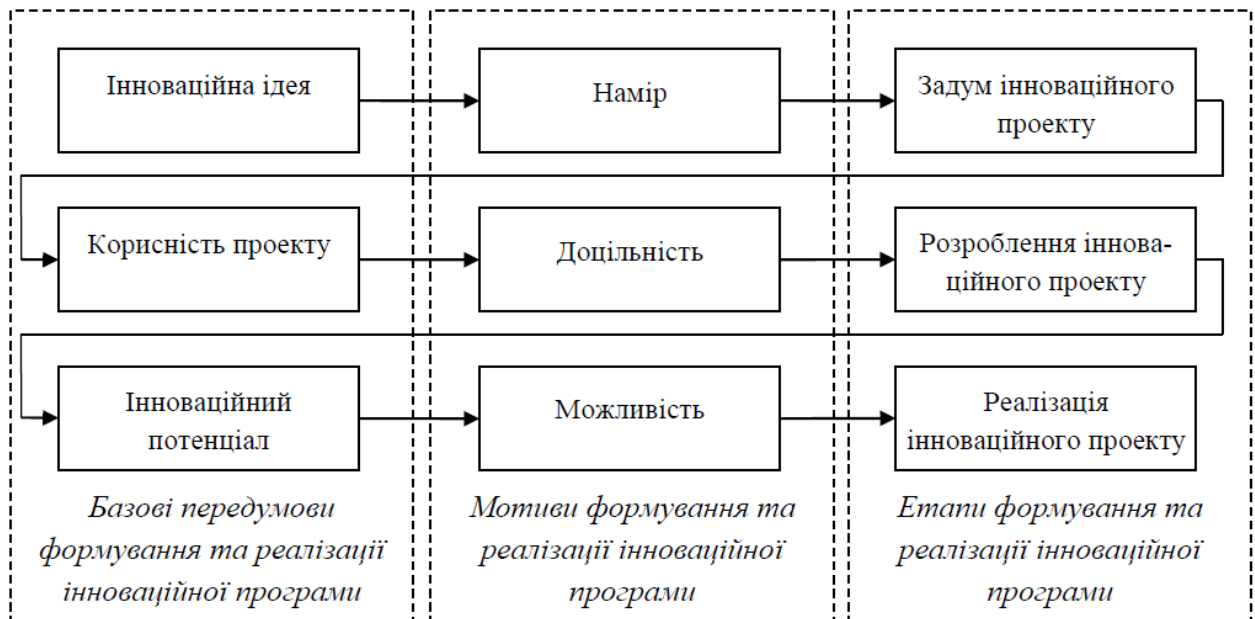 Інноваційна ідея
Намір
Задум інноваційного
проекту
Корисність проекту
Доцільність
Розроблення іннова-
ційного проекту
Інноваційний
потенціал
Можливість
Реалізація
інноваційного проекту
Базові передумови
формування та реалізації
інноваційної програми
Мотиви формування та
реалізації інноваційної
програми
Етапи формування та
реалізації інноваційної
програми